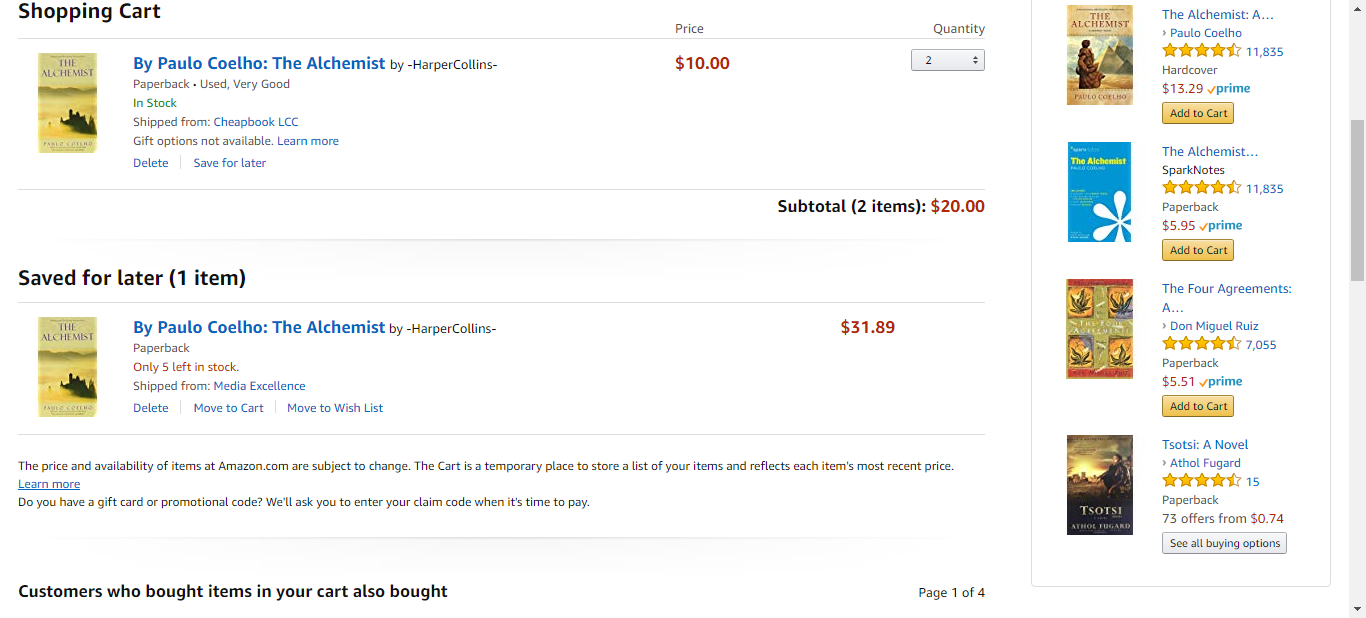 Shopping Cart
Price
Quantity
By Paulo Coelho: The Alchemist by -HarperCollins-
$10.00
2
Paperback • Used, Very Good
In Stock
Shipped from: Cheapbook LCC
Gift options not available. Learn more
Delete
Save for later
THE
ALCHEMIST
PAULO COELHO
Subtotal (2 items): $20.00
Saved for later (1 item)
By Paulo Coelho: The Alchemist by -HarperCollins-
$31.89
Paperback
Only 5 left in stock.
Shipped from: Media Excellence
Delete
Move to Cart
Move to Wish List
THE
ALCHEMIST
PAULO COELHO
The price and availability of items at Amazon.com are subject to change. The Cart is a temporary place to store a list of your items and reflects each item's most recent price.
Learn more
Do you have a gift card or promotional code? We'll ask you to enter your claim code when it's time to pay.
Customers who bought items in your cart also bought
Page 1 of 4
THE
ALCHEMIST
PAULO COELHO
The Alchemist: A…
› Paulo Coelho
11,835
Hardcover
$13.29 prime
Add to Cart
The Alchemist
PAULO COELHO
The Alchemist…
SparkNotes
11,835
Paperback
$5.95 prime
Add to Cart
THE FOUR
AGREEMENTS
The Four Agreements:
A…
› Don Miguel Ruiz
7,055
Paperback
$5.51 prime
Add to Cart
TSOTSI
ATHOL FUGARD
Tsotsi: A Novel
› Athol Fugard
15
Paperback
73 offers from $0.74
See all buying options